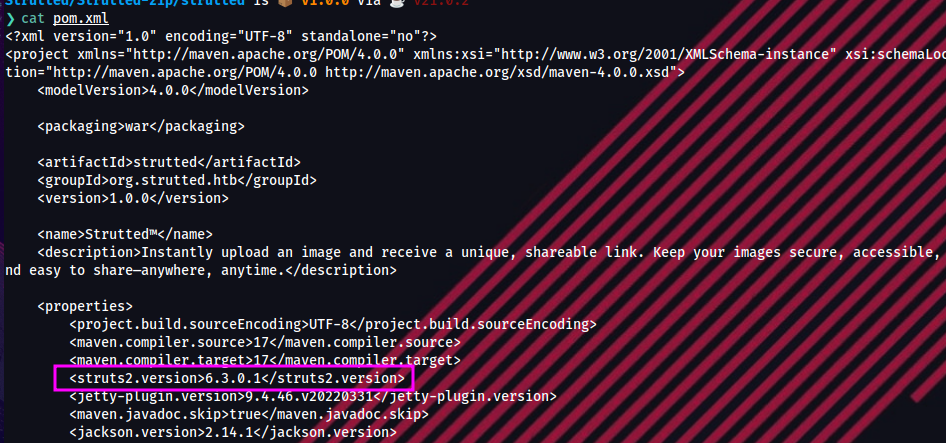 Strutted/Strutted-zip/strutted is 📦 v1.0.0 via ☕ v21.0.2
❯ cat pom.xml
<?xml version="1.0" encoding="UTF-8" standalone="no"?>
<project xmlns="http://maven.apache.org/POM/4.0.0" xmlns:xsi="http://www.w3.org/2001/XMLSchema-instance" xsi:schemaLoc
tion="http://maven.apache.org/POM/4.0.0 http://maven.apache.org/xsd/maven-4.0.0.xsd">
    <modelVersion>4.0.0</modelVersion>
    <packaging>war</packaging>
    <artifactId>strutted</artifactId>
    <groupId>org.strutted.htb</groupId>
    <version>1.0.0</version>
    <name>Strutted™</name>
    <description>Instantly upload an image and receive a unique, shareable link. Keep your images secure, accessible,
nd easy to share—anywhere, anytime.</description>
    <properties>
        <project.build.sourceEncoding>UTF-8</project.build.sourceEncoding>
        <maven.compiler.source>17</maven.compiler.source>
        <maven.compiler.target>17</maven.compiler.target>
        <struts2.version>6.3.0.1</struts2.version>
        <jetty-plugin.version>9.4.46.v20220331</jetty-plugin.version>
        <maven.javadoc.skip>true</maven.javadoc.skip>
        <jackson.version>2.14.1</jackson.version>